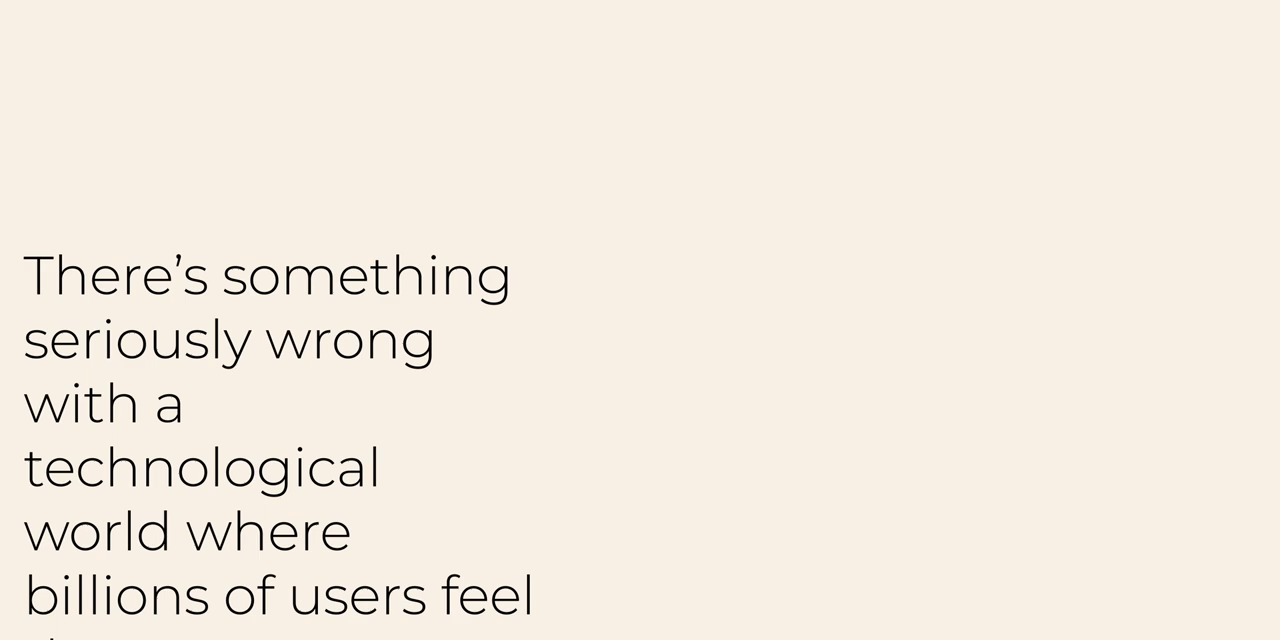 There’s something
seriously wrong
with a
technological
world where
billions of users feel